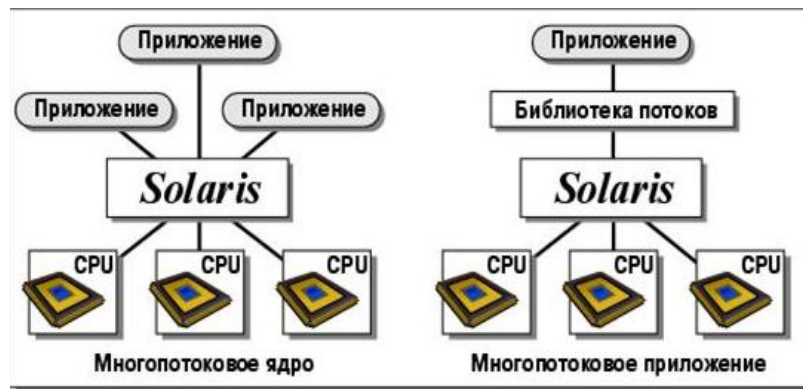 Приложение
Приложение
Приложение
Solaris
CPU
CPU
CPU
Многопотоковое ядро
Приложение
Библиотека потоков
Solaris
CPU
CPU
CPU
Многопотоковое приложение